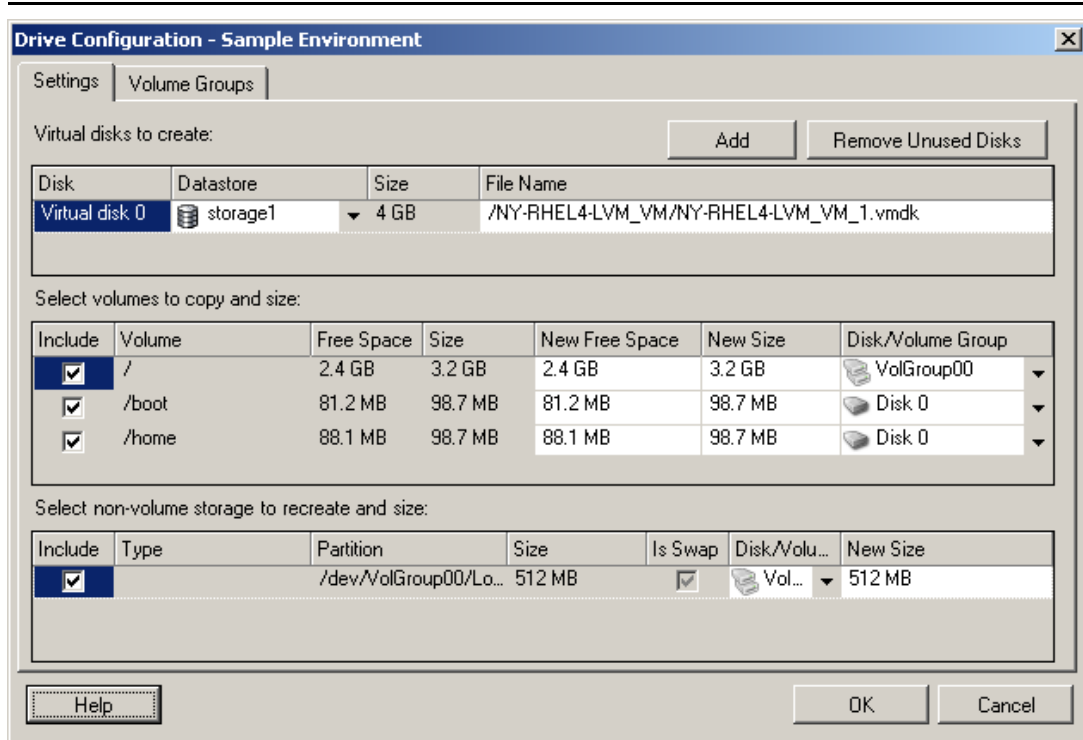 Drive Configuration - Sample Environment
Settings Volume Groups
Virtual disks to create: Add Remove Unused Disks
Disk Datastore Size File Name
Virtual disk 0 storage1 4 GB /NY-RHEL4-LVM_VM/NY-RHEL4-LVM_VM_1.vmdk
Select volumes to copy and size:
Include Volume Free Space Size New Free Space New Size Disk/Volume Group
/ 2.4 GB 3.2 GB 2.4 GB 3.2 GB VolGroup00
/boot 81.2 MB 98.7 MB 81.2 MB 98.7 MB Disk 0
/home 88.1 MB 98.7 MB 88.1 MB 98.7 MB Disk 0
Select non-volume storage to recreate and size:
Include Type Partition Size Is Swap Disk/Volu... New Size
/dev/VolGroup00/Lo... 512 MB Vol... 512 MB
Help OK Cancel